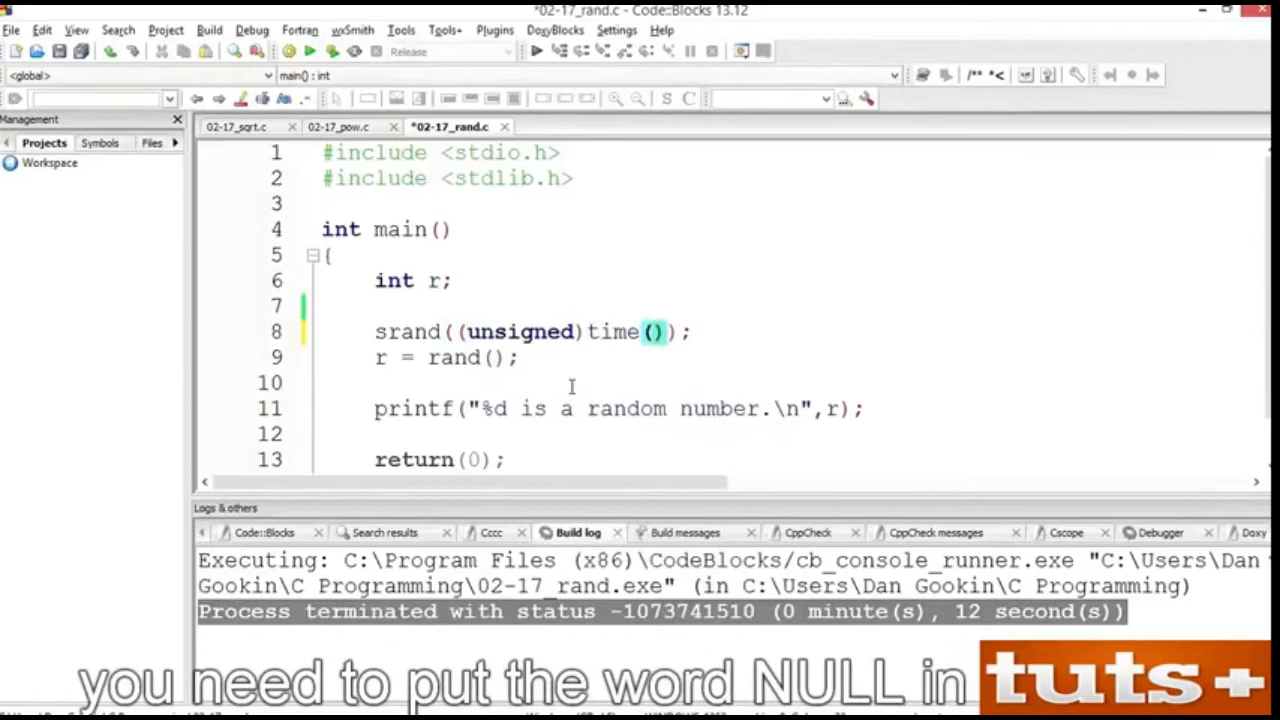 *02-17_rand.c - Code::Blocks 13.12
File Edit View Search Project Build Debug Fortran wxSmith Tools Tools+ Plugins DoxyBlocks Settings Help
Release
<global> main() : int
/** *<
S C
Management
Projects Symbols Files
Workspace
02-17_sqrt.c 02-17_pow.c *02-17_rand.c
1 #include <stdio.h>
2 #include <stdlib.h>
3
4 int main()
5 {
6 int r;
7
8 srand((unsigned)time());
9 r = rand();
10
11 printf("%d is a random number.\n",r);
12
13 return(0);
Logs & others
Code::Blocks Search results Cccc Build log Build messages CppCheck CppCheck messages Cscope Debugger Doxy
Executing: C:\Program Files (x86)\CodeBlocks/cb_console_runner.exe "C:\Users\Dan
Gookin\C Programming\02-17_rand.exe" (in C:\Users\Dan Gookin\C Programming)
Process terminated with status -1073741510 (0 minute(s), 12 second(s))
you need to put the word NULL in
tuts+